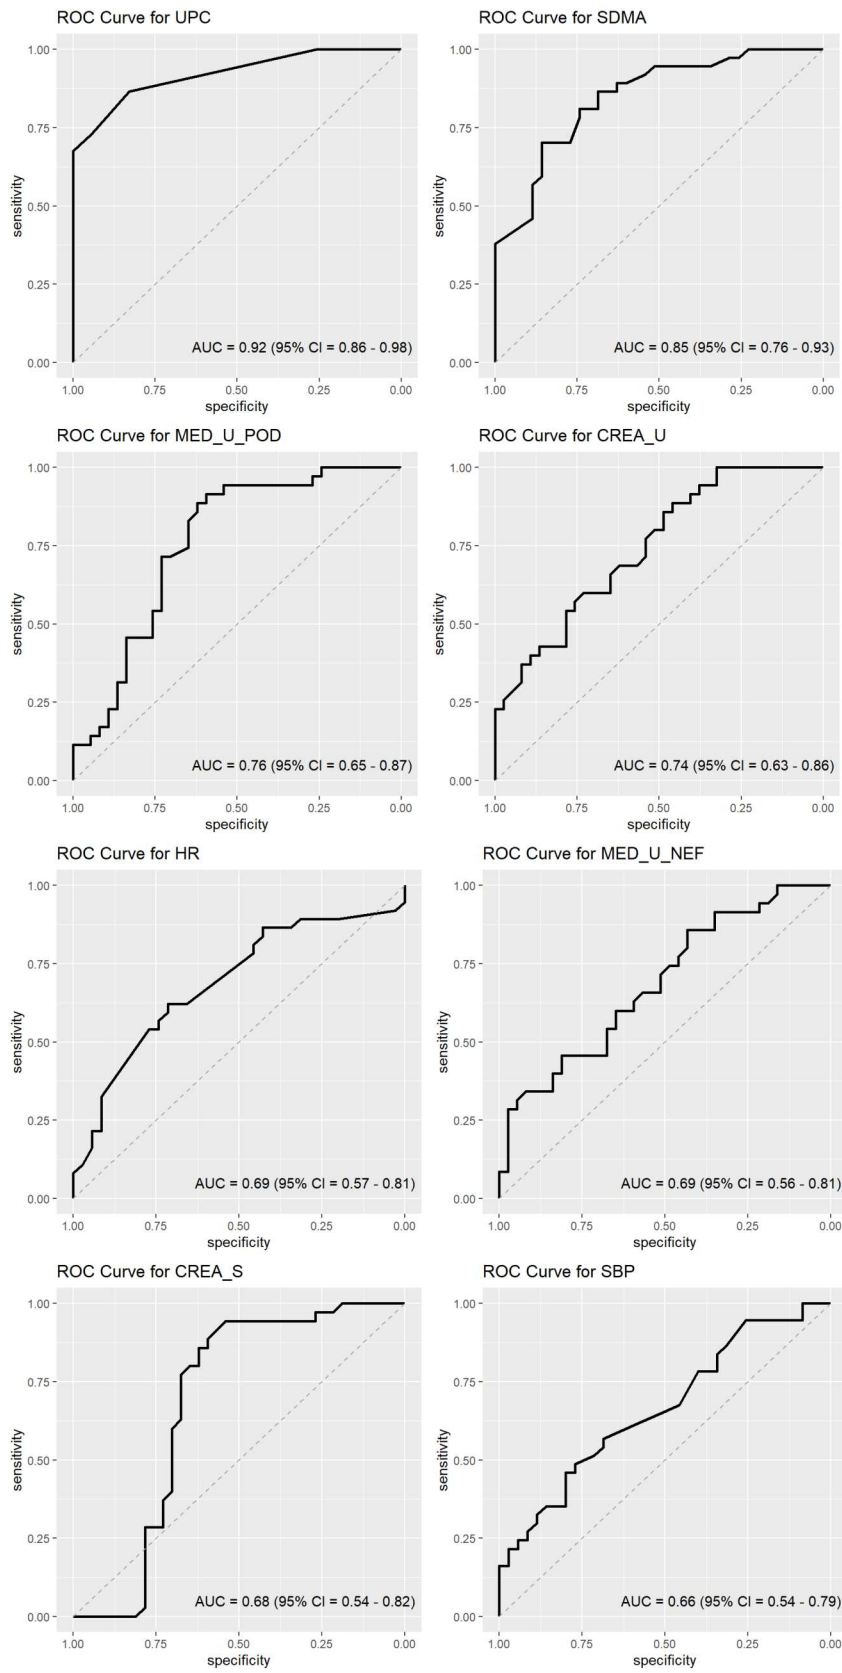 ROC Curve for UPC
sensitivity
1.00
0.75
0.50
0.25
0.00
AUC = 0.92 (95% CI = 0.86 - 0.98)
1.00 0.75 0.50 0.25 0.00
specificity
ROC Curve for SDMA
sensitivity
1.00
0.75
0.50
0.25
0.00
AUC = 0.85 (95% CI = 0.76 - 0.93)
1.00 0.75 0.50 0.25 0.00
specificity
ROC Curve for MED_U_POD
sensitivity
1.00
0.75
0.50
0.25
0.00
AUC = 0.76 (95% CI = 0.65 - 0.87)
1.00 0.75 0.50 0.25 0.00
specificity
ROC Curve for CREA_U
sensitivity
1.00
0.75
0.50
0.25
0.00
AUC = 0.74 (95% CI = 0.63 - 0.86)
1.00 0.75 0.50 0.25 0.00
specificity
ROC Curve for HR
sensitivity
1.00
0.75
0.50
0.25
0.00
AUC = 0.69 (95% CI = 0.57 - 0.81)
1.00 0.75 0.50 0.25 0.00
specificity
ROC Curve for MED_U_NEF
sensitivity
1.00
0.75
0.50
0.25
0.00
AUC = 0.69 (95% CI = 0.56 - 0.81)
1.00 0.75 0.50 0.25 0.00
specificity
ROC Curve for CREA_S
sensitivity
1.00
0.75
0.50
0.25
0.00
AUC = 0.68 (95% CI = 0.54 - 0.82)
1.00 0.75 0.50 0.25 0.00
specificity
ROC Curve for SBP
sensitivity
1.00
0.75
0.50
0.25
0.00
AUC = 0.66 (95% CI = 0.54 - 0.79)
1.00 0.75 0.50 0.25 0.00
specificity